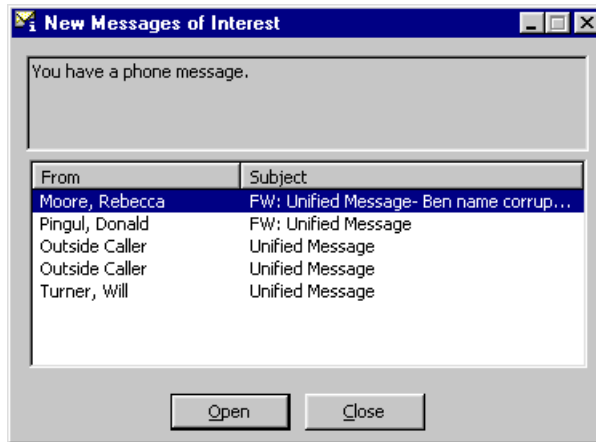 New Messages of Interest
You have a phone message.
From Subject
Moore, Rebecca FW: Unified Message- Ben name corrup...
Pingul, Donald FW: Unified Message
Outside Caller Unified Message
Outside Caller Unified Message
Turner, Will Unified Message
Open Close